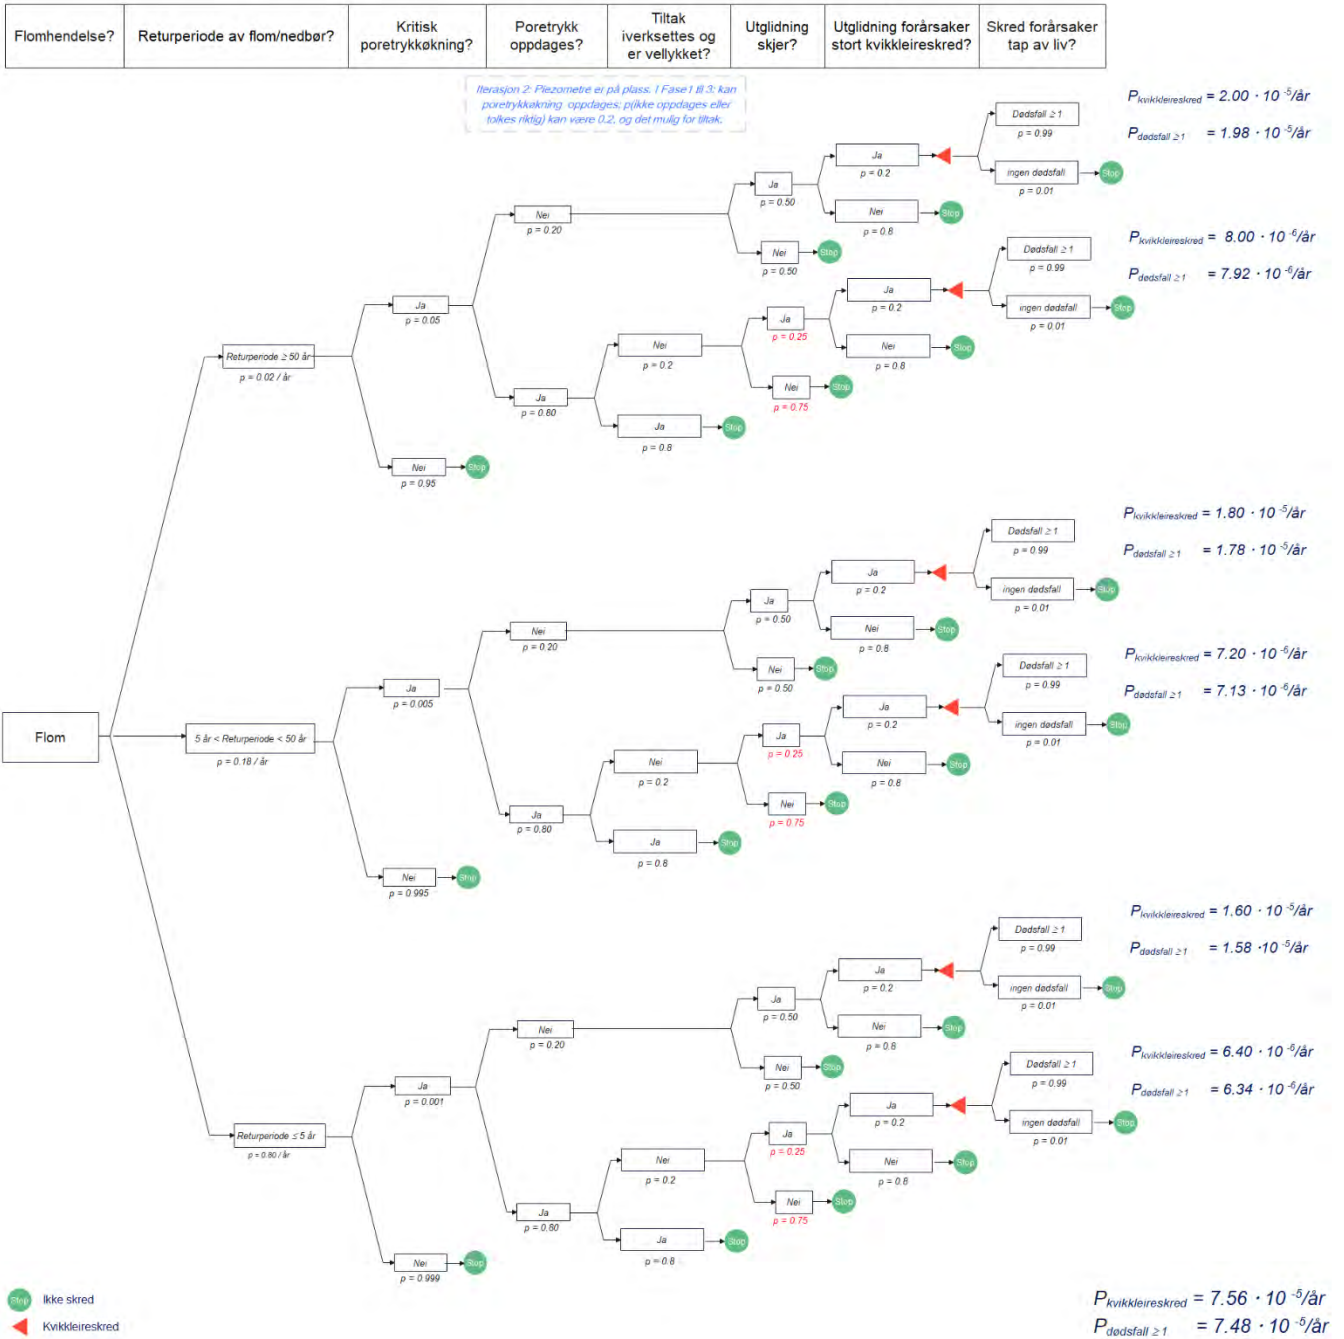 Flomhendelse?
Returperiode av flom/nedbør?
Kritisk
poretrykkøkning?
Poretrykk
oppdages?
Tiltak
iverksettes og
er vellykket?
Utglidning
skjer?
Utglidning forårsaker
stort kvikkleireskred?
Skred forårsaker
tap av liv?
Iterasjon 2: Piezometre er på plass. I Fase I til 3: kan
poretrykkøkning oppdages; p(ikke oppdages eller
tolkes riktig) kan være 0.2, og det mulig for tiltak.
Flom
Returperiode ≥ 50 år
p = 0.02 / år
Ja
p = 0.05
Nei
p = 0.95
Stop
Nei
p = 0.20
Ja
p = 0.80
Nei
p = 0.2
Ja
p = 0.8
Stop
Ja
p = 0.50
Nei
p = 0.50
Stop
Ja
p = 0.2
Nei
p = 0.8
Stop
Dødsfall ≥ 1
p = 0.99
ingen dødsfall
p = 0.01
Stop
P kvikkleireskred = 2.00 · 10 -5/år
P dødsfall ≥ 1 = 1.98 · 10 -5/år
Ja
p = 0.25
Nei
p = 0.75
Stop
Ja
p = 0.2
Nei
p = 0.8
Stop
Dødsfall ≥ 1
p = 0.99
ingen dødsfall
p = 0.01
Stop
P kvikkleireskred = 8.00 · 10 -6/år
P dødsfall ≥ 1 = 7.92 · 10 -6/år
5 år < Returperiode < 50 år
p = 0.18 / år
Ja
p = 0.005
Nei
p = 0.995
Stop
Nei
p = 0.20
Ja
p = 0.80
Nei
p = 0.2
Ja
p = 0.8
Stop
Ja
p = 0.50
Nei
p = 0.50
Stop
Ja
p = 0.2
Nei
p = 0.8
Stop
Dødsfall ≥ 1
p = 0.99
ingen dødsfall
p = 0.01
Stop
P kvikkleireskred = 1.80 · 10 -5/år
P dødsfall ≥ 1 = 1.78 · 10 -5/år
Ja
p = 0.25
Nei
p = 0.75
Stop
Ja
p = 0.2
Nei
p = 0.8
Stop
Dødsfall ≥ 1
p = 0.99
ingen dødsfall
p = 0.01
Stop
P kvikkleireskred = 7.20 · 10 -6/år
P dødsfall ≥ 1 = 7.13 · 10 -6/år
Returperiode ≤ 5 år
p = 0.80 / år
Ja
p = 0.001
Nei
p = 0.999
Stop
Nei
p = 0.20
Ja
p = 0.80
Nei
p = 0.2
Ja
p = 0.8
Stop
Ja
p = 0.50
Nei
p = 0.50
Stop
Ja
p = 0.2
Nei
p = 0.8
Stop
Dødsfall ≥ 1
p = 0.99
ingen dødsfall
p = 0.01
Stop
P kvikkleireskred = 1.60 · 10 -5/år
P dødsfall ≥ 1 = 1.58 · 10 -5/år
Ja
p = 0.25
Nei
p = 0.75
Stop
Ja
p = 0.2
Nei
p = 0.8
Stop
Dødsfall ≥ 1
p = 0.99
ingen dødsfall
p = 0.01
Stop
P kvikkleireskred = 6.40 · 10 -6/år
P dødsfall ≥ 1 = 6.34 · 10 -6/år
Stop Ikke skred
Kvikkleireskred
P kvikkleireskred = 7.56 · 10 -5/år
P dødsfall ≥ 1 = 7.48 · 10 -5/år